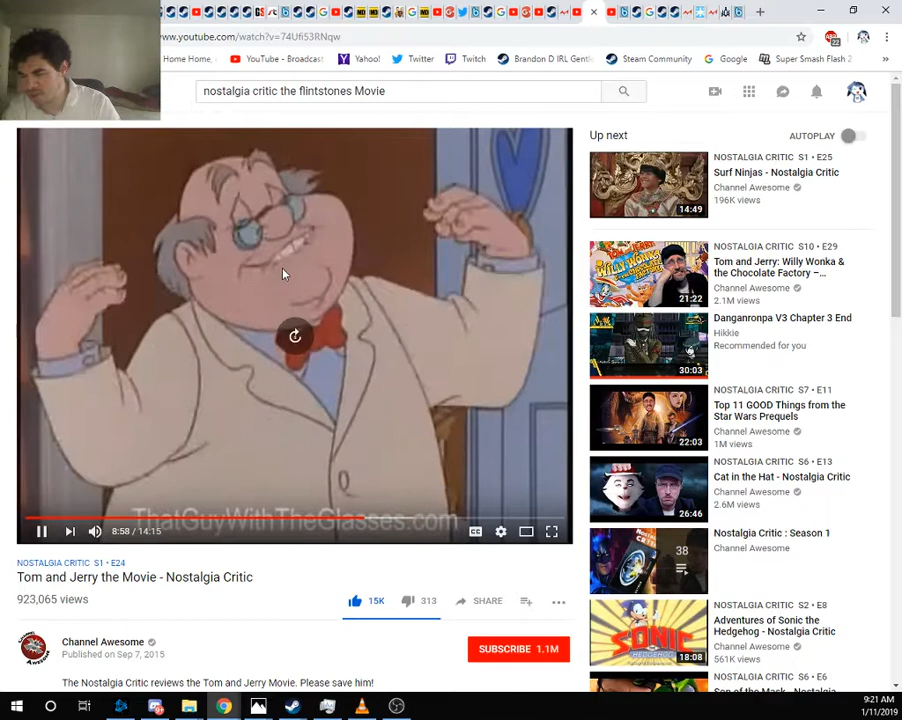 www.youtube.com/watch?v=74Ufi53RNqw
Home Home,
YouTube - Broadcast
Yahoo!
Twitter
Twitch
Brandon D IRL Gentle
Steam Community
Google
Super Smash Flash 2
»
nostalgia critic the flintstones Movie
Up next
AUTOPLAY
NOSTALGIA CRITIC S1 • E25
Surf Ninjas - Nostalgia Critic
Channel Awesome
196K views
14:49
NOSTALGIA CRITIC S1 • E29
Tom and Jerry: Willy Wonka &
the Chocolate Factory –...
Channel Awesome
2.1M views
21:22
Danganronpa V3 Chapter 3 End
Hikkie
Recommended for you
30:03
NOSTALGIA CRITIC S7 • E11
Top 11 GOOD Things from the
Star Wars Prequels
Channel Awesome
1M views
22:03
NOSTALGIA CRITIC S6 • E13
Cat in the Hat - Nostalgia Critic
Channel Awesome
2.6M views
26:46
Nostalgia Critic : Season 1
Channel Awesome
38
NOSTALGIA CRITIC S2 • E8
Adventures of Sonic the
Hedgehog - Nostalgia Critic
Channel Awesome
561K views
18:08
NOSTALGIA CRITIC S6 • E6
Son of the Mask - Nostalgia
ThatGuyWithTheGlasses.com
8:58 / 14:15
NOSTALGIA CRITIC S1 • E24
Tom and Jerry the Movie - Nostalgia Critic
923,065 views
15K
313
SHARE
Channel Awesome
Published on Sep 7, 2015
SUBSCRIBE 1.1M
The Nostalgia Critic reviews the Tom and Jerry Movie. Please save him!
9:21 AM
1/11/2019